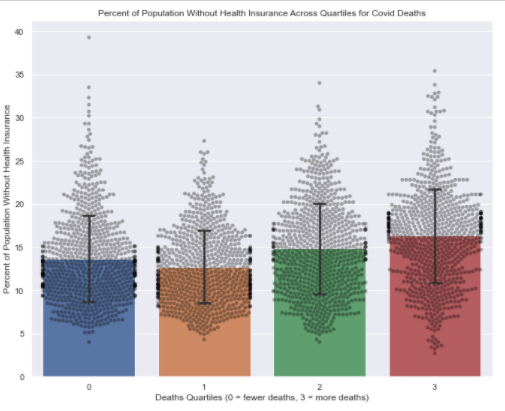 Percent of Population Without Health Insurance Across Quartiles for Covid Deaths
Percent of Population Without Health Insurance
40
35
30
25
20
15
10
5
0
0 1 2 3
Deaths Quartiles (0 = fewer deaths, 3 = more deaths)